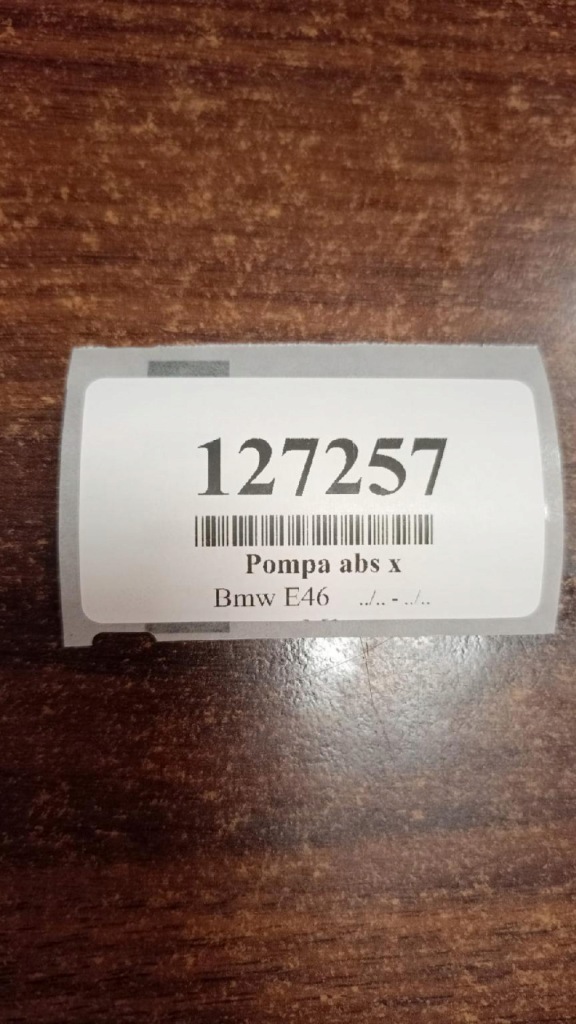 127257
Pompa abs x
Bmw E46 ../.. - ../..